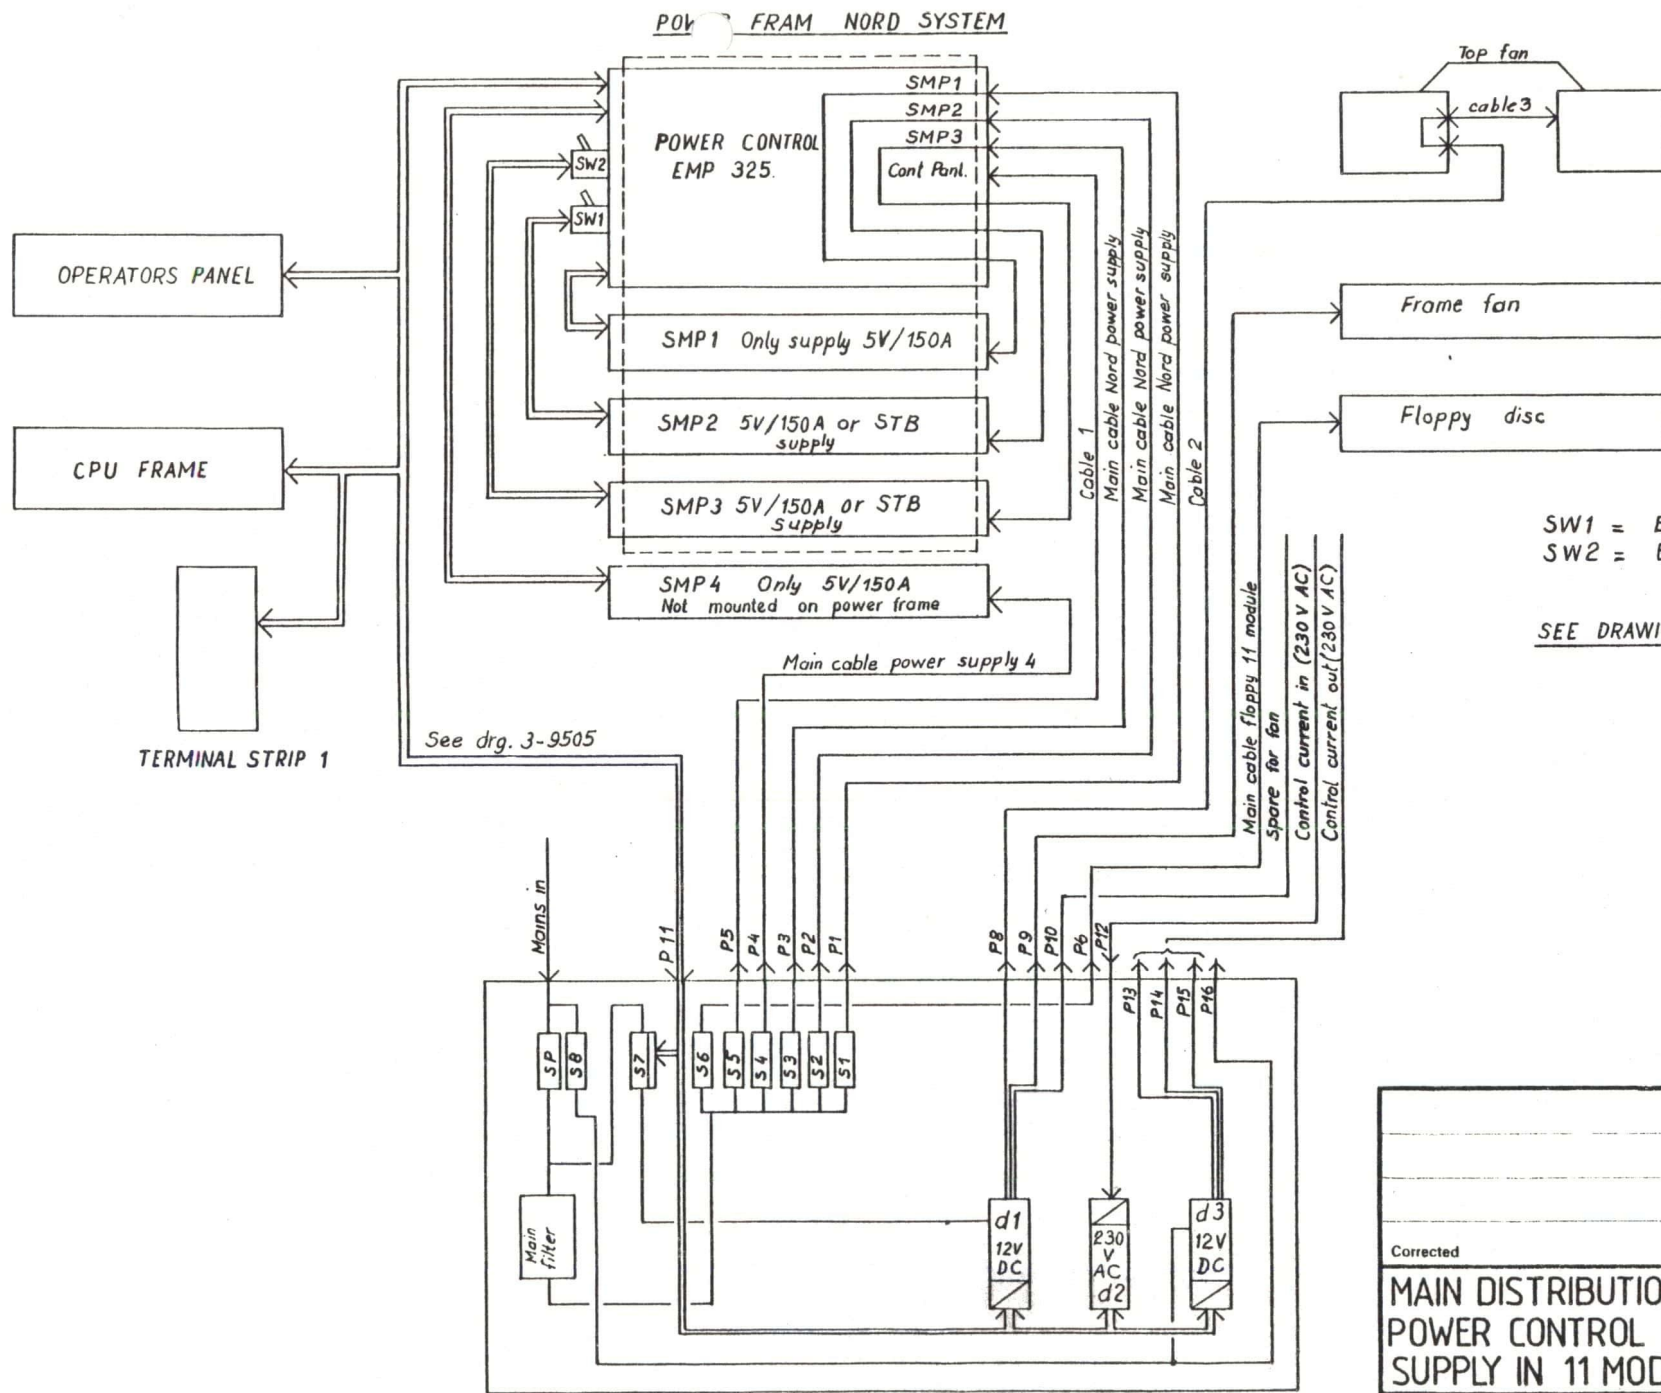 FRAM NORD SYSTEM
Top fan
cable3
SMP1
SMP2
SMP3
Cont Panl.
POWER CONTROL
EMP 325.
SW2
SW1
OPERATORS PANEL
CPU FRAME
TERMINAL STRIP 1
SMP1 Only supply 5V/150A
SMP2 5V/150A or STB
supply
SMP3 5V/150A or STB
Supply
SMP4 Only 5V/150A
Not mounted on power frame
Main cable power supply 4
See drg. 3-9505
Cable 1
Main cable Nord power supply
Main cable Nord power supply
Main cable Nord power supply
Cable 2
Frame fan
Floppy disc
SW1 =
SW2 =
SEE
Main cable floppy 11 module
Spare for fan
Control current in (230 V AC)
Control current out (230 V AC)
Mains in
P11
P5
P4
P3
P2
P1
P8
P9
P10
P6
P12
P13
P14
P15
P16
SP
S8
S7
S6
S5
S4
S3
S2
S1
Main
filter
d1
12V
DC
230
V
AC
d2
d3
12V
DC
Corrected
MAIN
POWER CONTROL
SUPPLY IN 11